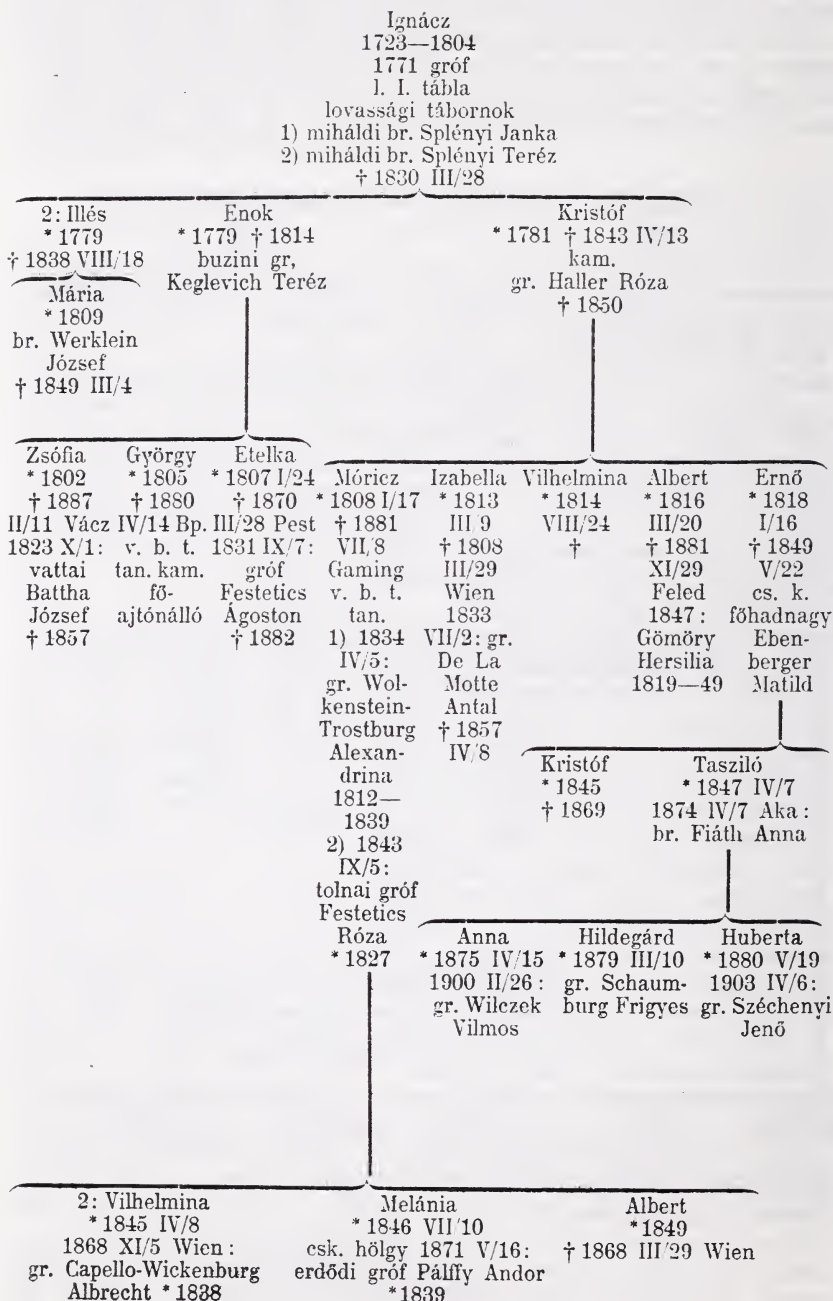 Ignácz
1723—1804
1771 gróf
l. I. tábla
lovassági tábornok
1) miháldi br. Splényi Janka
2) miháldi br. Splényi Teréz
† 1830 III/28
2: Illés
* 1779
† 1838 VIII/18
Mária
* 1809
br. Werklein
József
† 1849 III/4
Enok
* 1779 † 1814
buzini gr,
Keglevich Teréz
Kristóf
* 1781 † 1843 IV/13
kam.
gr. Haller Róza
† 1850
Zsófia
* 1802
† 1887
II/11 Vácz
1823 X/1:
vattai
Battha
József
† 1857
György
* 1805
† 1880
IV/14 Bp.
v. b. t.
tan. kam.
fő-
ajtónálló
Etelka
* 1807 I/24
† 1870
III/28 Pest
1831 IX/7:
gróf
Festetics
Ágoston
† 1882
Móricz
* 1808 I/17
† 1881
VII/8
Gaming
v. b. t.
tan.
1) 1834
IV/5:
gr. Wol-
kenstein-
Trostburg
Alexan-
drina
1812—
1839
2) 1843
IX/5:
tolnai gróf
Festetics
Róza
* 1827
Izabella
* 1813
III/9
† 1808
III/29
Wien
1833
VII/2: gr.
De La
Motte
Antal
† 1857
IV/8
Vilhelmina
* 1814
VIII/24
†
Albert
* 1816
III/20
† 1881
XI/29
Feled
1847:
Gömöry
Hersilia
1819—49
Ernő
* 1818
I/16
† 1849
V/22
cs. k.
főhadnagy
Eben-
berger
Matild
Kristóf
* 1845
† 1869
Tasziló
* 1847 IV/7
1874 IV/7 Aka:
br. Fiáth Anna
Anna
* 1875 IV/15
1900 II/26:
gr. Wilczek
Vilmos
Hildegárd
* 1879 III/10
gr. Schaum-
burg Frigyes
Huberta
* 1880 V/19
1903 IV/6:
gr. Széchenyi
Jenő
2: Vilhelmina
* 1845 IV/8
1868 XI/5 Wien:
gr. Capello-Wickenburg
Albrecht * 1838
Melánia
* 1846 VII/10
csk. hölgy 1871 V/16:
erdődi gróf Pálffy Andor
* 1839
Albert
* 1849
† 1868 III/29 Wien